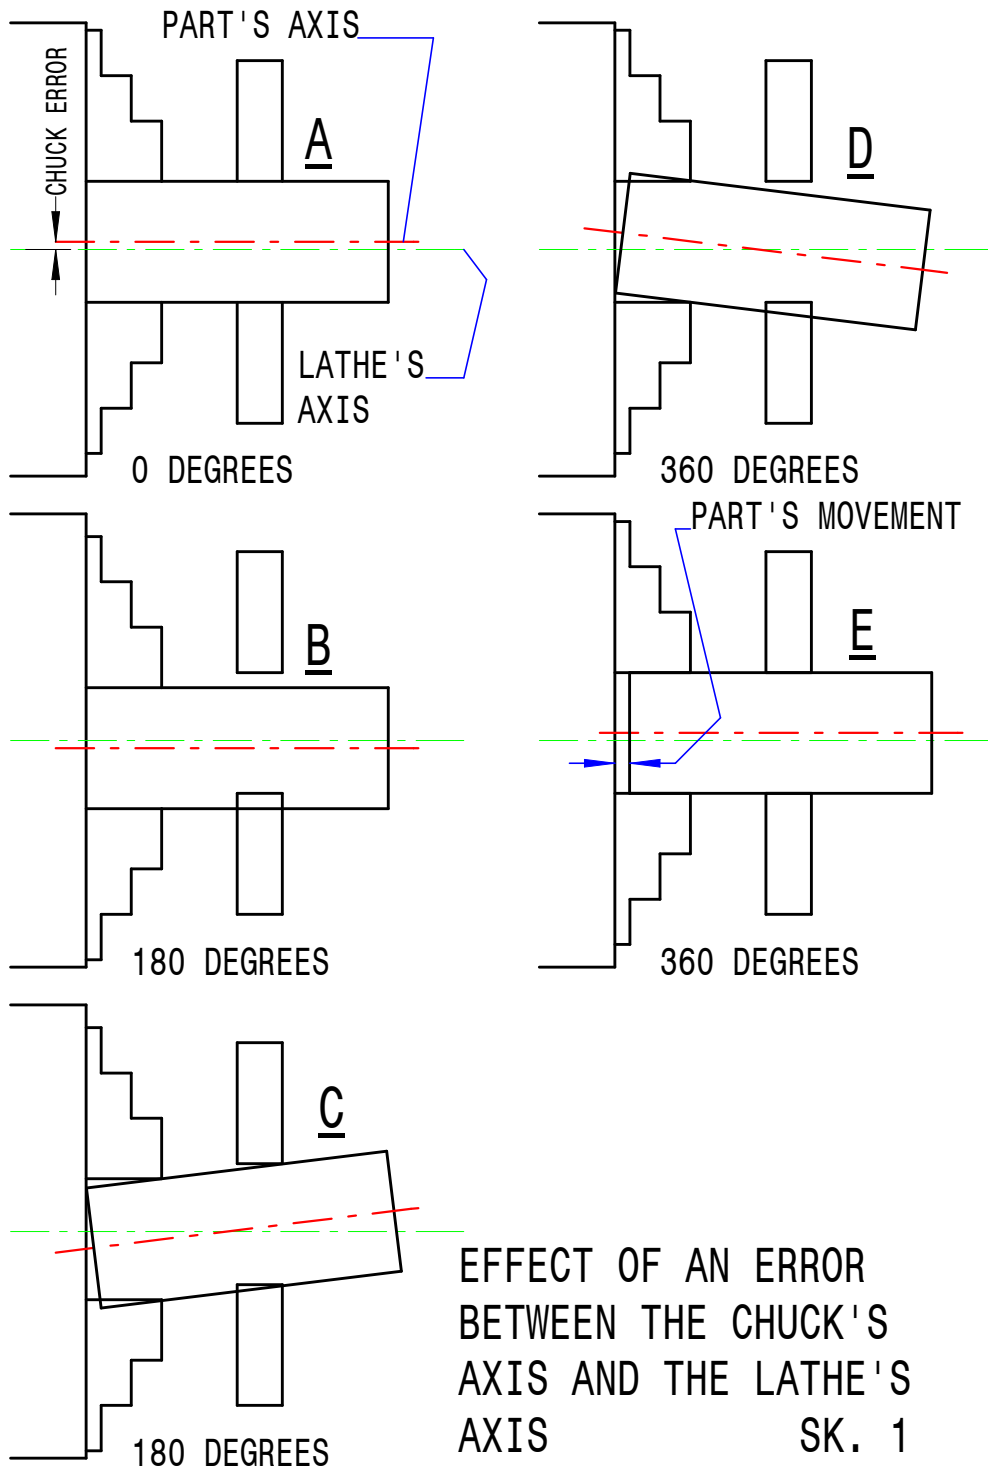 PART'S AXIS
CHUCK ERROR
A
LATHE'S
AXIS
0 DEGREES
D
360 DEGREES
B
180 DEGREES
PART'S MOVEMENT
E
360 DEGREES
C
180 DEGREES
EFFECT OF AN ERROR
BETWEEN THE CHUCK'S
AXIS AND THE LATHE'S
AXIS SK. 1